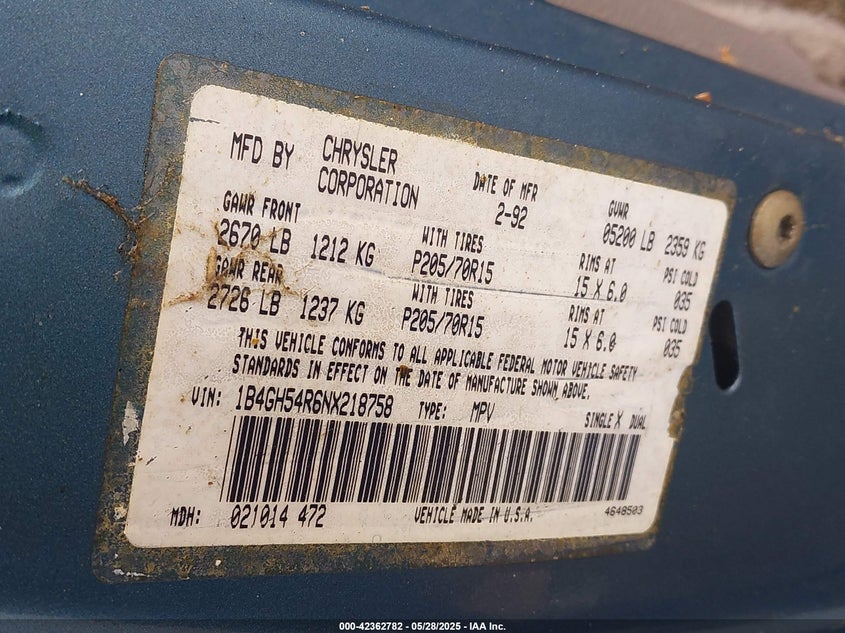 MFD BY CHRYSLER CORPORATION DATE OF MFR 2-92 GVWR 05200 LB 2359 KG
GAWR FRONT WITH TIRES RIMS AT PSI COLD
2670 LB 1212 KG P205/70R15 15 X 6.0 035
GAWR REAR WITH TIRES RIMS AT PSI COLD
2726 LB 1237 KG P205/70R15 15 X 6.0 035
THIS VEHICLE CONFORMS TO ALL APPLICABLE FEDERAL MOTOR VEHICLE SAFETY
STANDARDS IN EFFECT ON THE DATE OF MANUFACTURE SHOWN ABOVE.
VIN: 1B4GH54R6NX218758 TYPE: MPV SINGLE X DUAL
MDH: 021014 472 VEHICLE MADE IN U.S.A. 4648503
000-42362782 - 05/28/2025 - IAA Inc.